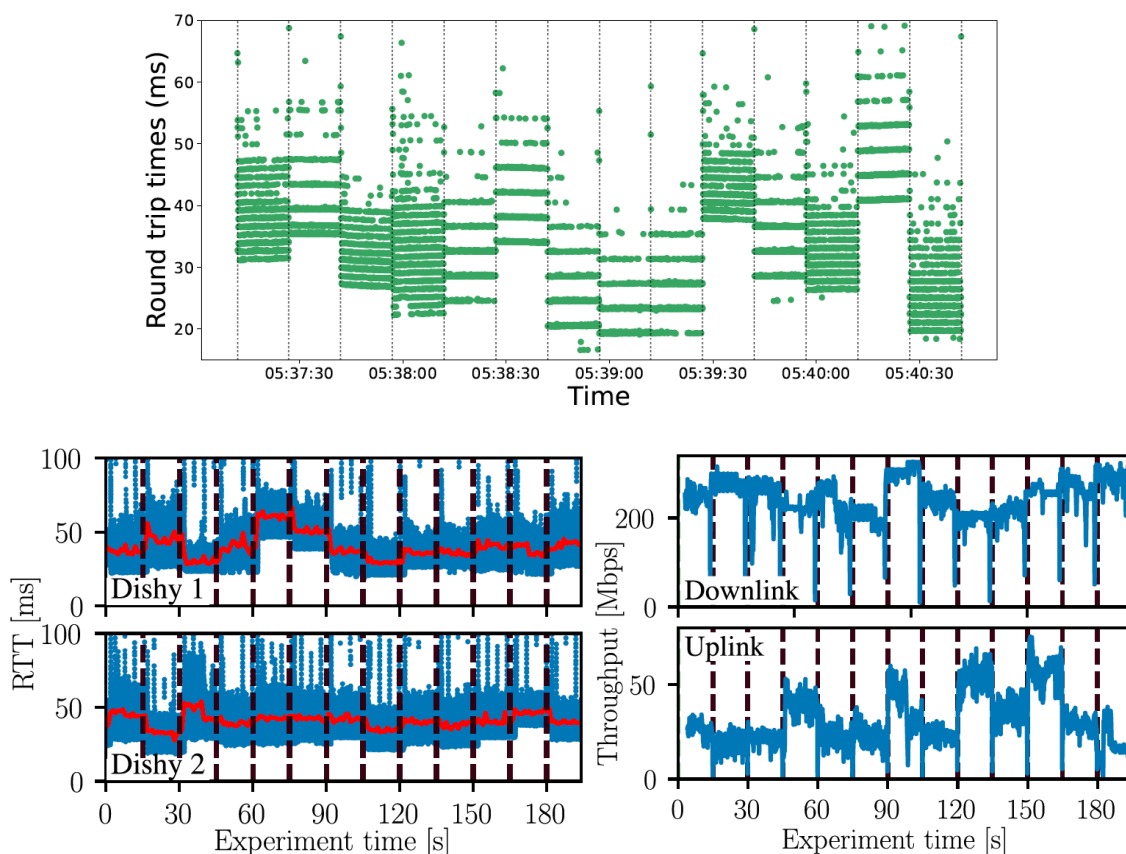 70
60
50
40
30
20
Round trip times (ms)
05:37:30 05:38:00 05:38:30 05:39:00 05:39:30 05:40:00 05:40:30
Time
100
50
0
Dishy 1
100
50
0
Dishy 2
RTT [ms]
0 30 60 90 120 150 180
Experiment time [s]
200
0
Downlink
50
0
Uplink
Throughput [Mbps]
0 30 60 90 120 150 180
Experiment time [s]